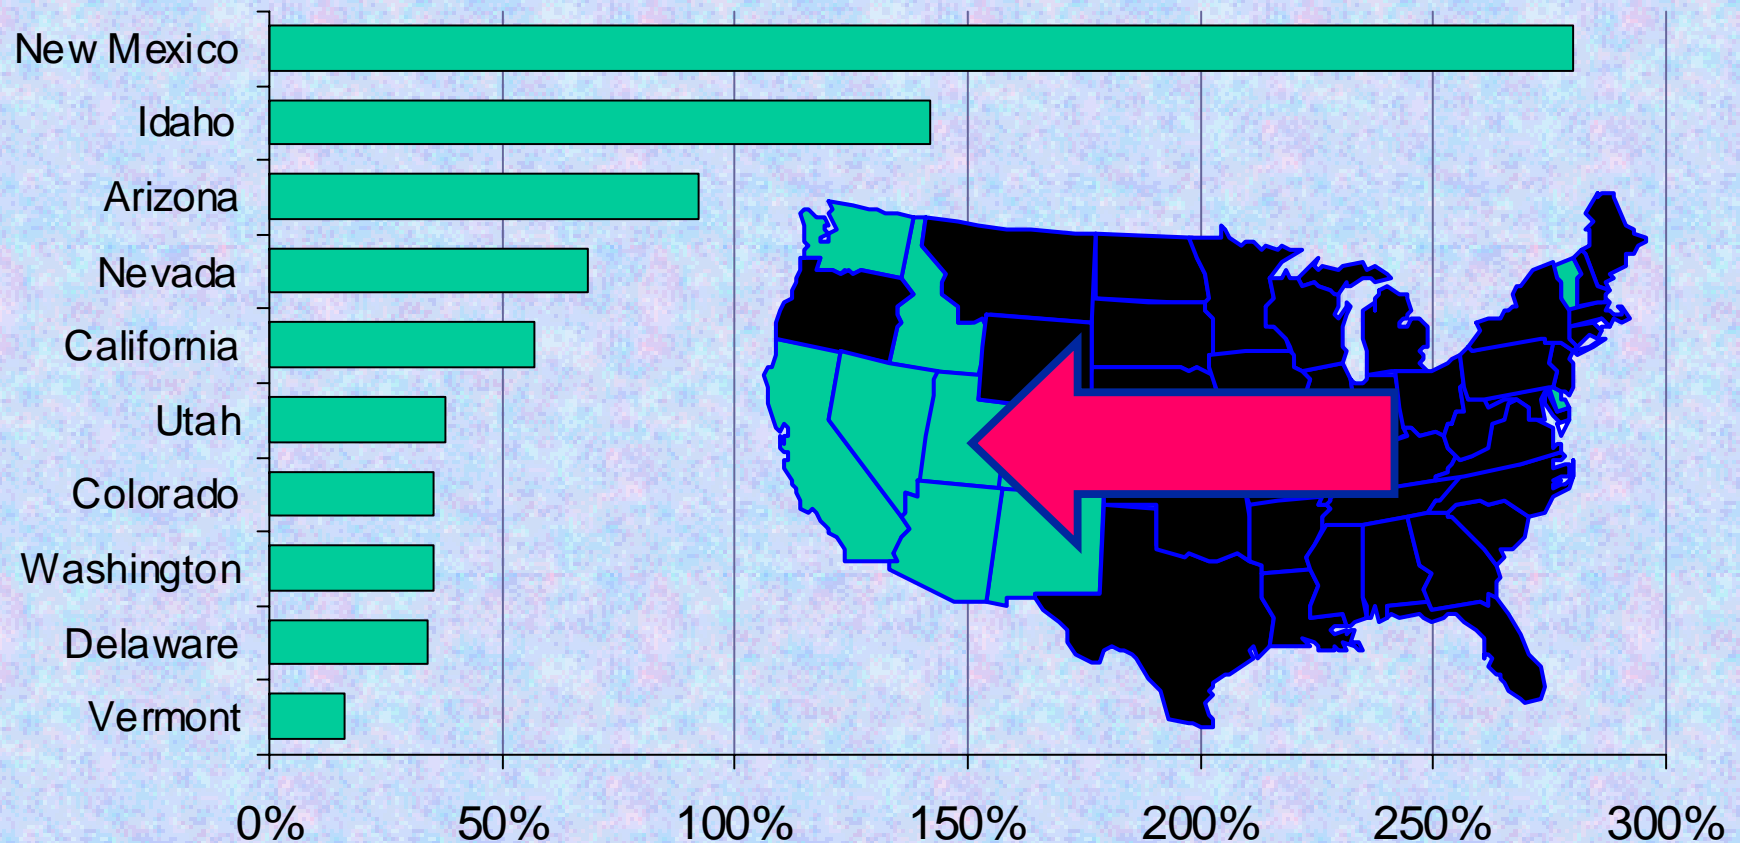 New Mexico
Idaho
Arizona
Nevada
California
Utah
Colorado
Washington
Delaware
Vermont
0% 50% 100% 150% 200% 250% 300%